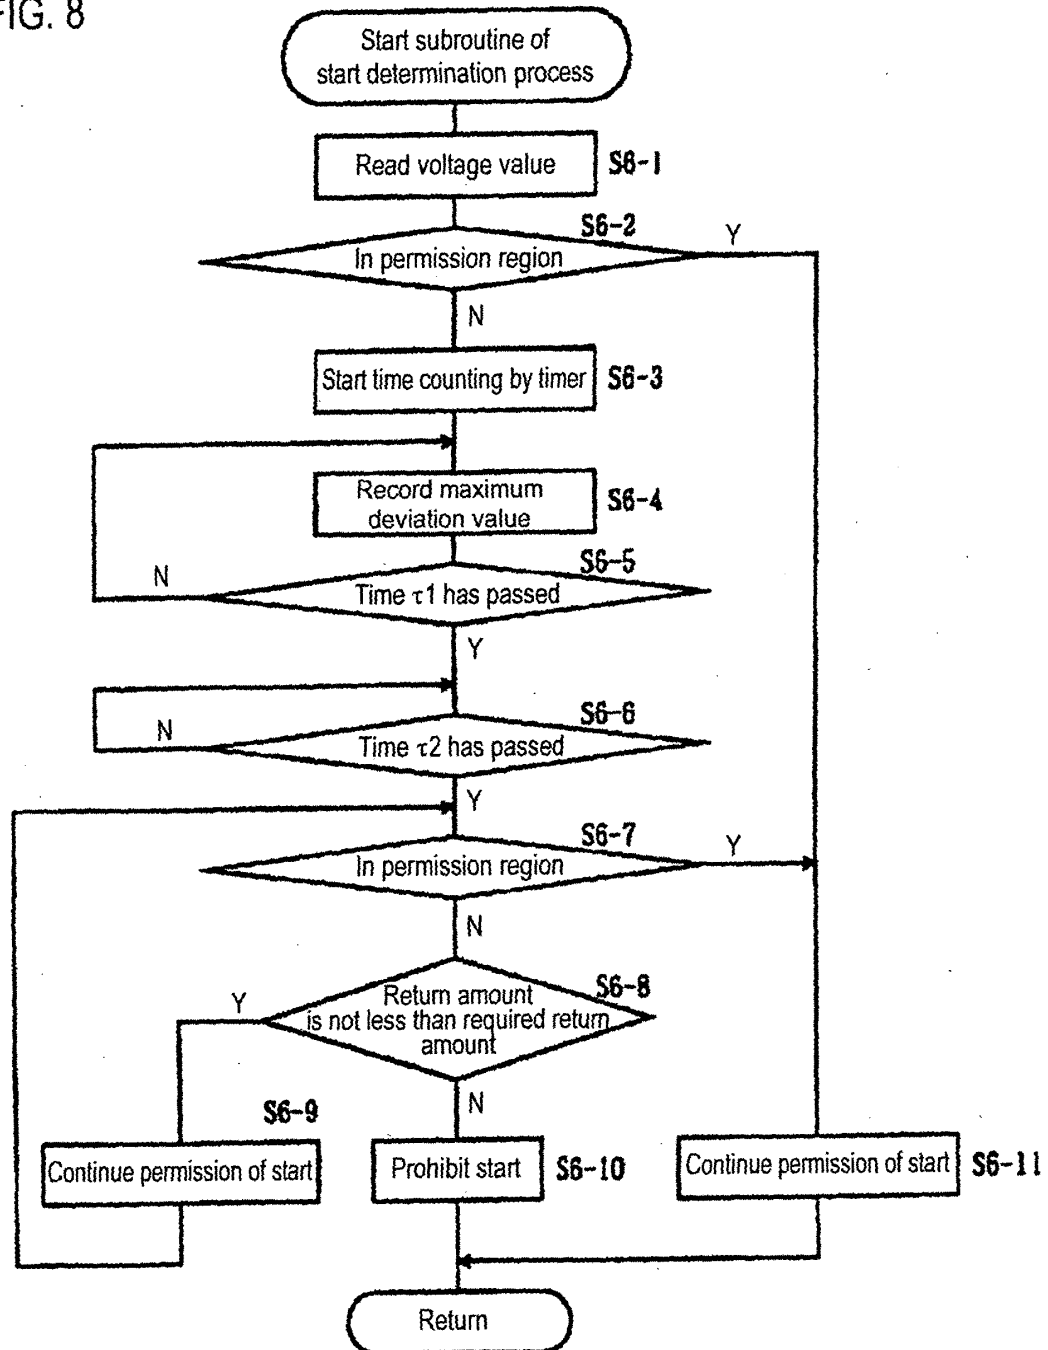 FIG. 8
Start subroutine of
start determination process
Read voltage value
S6-1
S6-2
Y
In permission region
N
Start time counting by timer
S6-3
Record maximum
deviation value
S6-4
S6-5
N
Time τ1 has passed
Y
S6-6
N
Time τ2 has passed
Y
S6-7
Y
In permission region
N
S6-8
Y
Return amount
is not less than required return
amount
N
S6-9
Continue permission of start
Prohibit start
S6-10
Continue permission of start
S6-11
Return